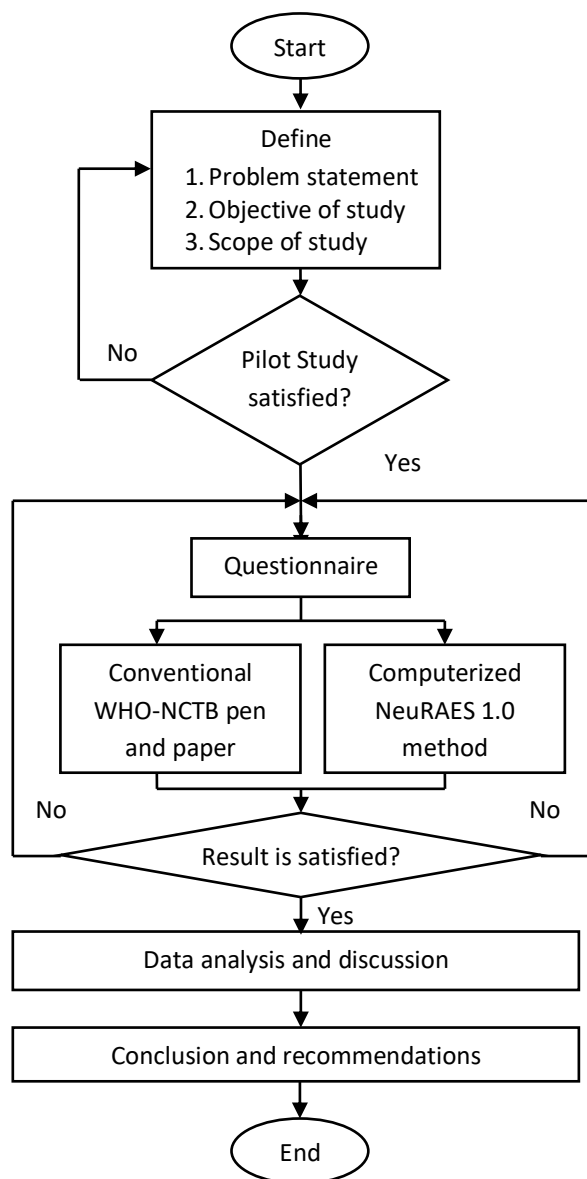 Start
Define
1. Problem statement
2. Objective of study
3. Scope of study
No
Pilot Study
satisfied?
Yes
Questionnaire
Conventional
WHO-NCTB pen
and paper
Computerized
NeuRAES 1.0
method
No
No
Result is satisfied?
Yes
Data analysis and discussion
Conclusion and recommendations
End